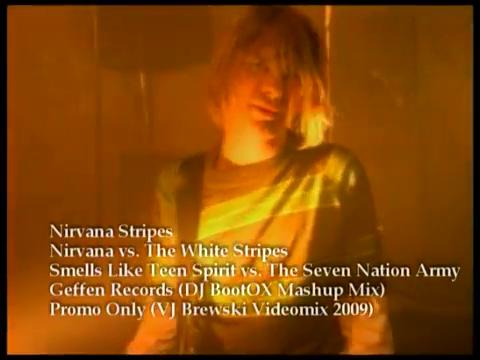 Nirvana Stripes
Nirvana vs. The White Stripes
Smells Like Teen Spirit vs. The Seven Nation Army
Geffen Records (DJ BootOX Mashup Mix)
Promo Only (VJ Brewski Videomix 2009)